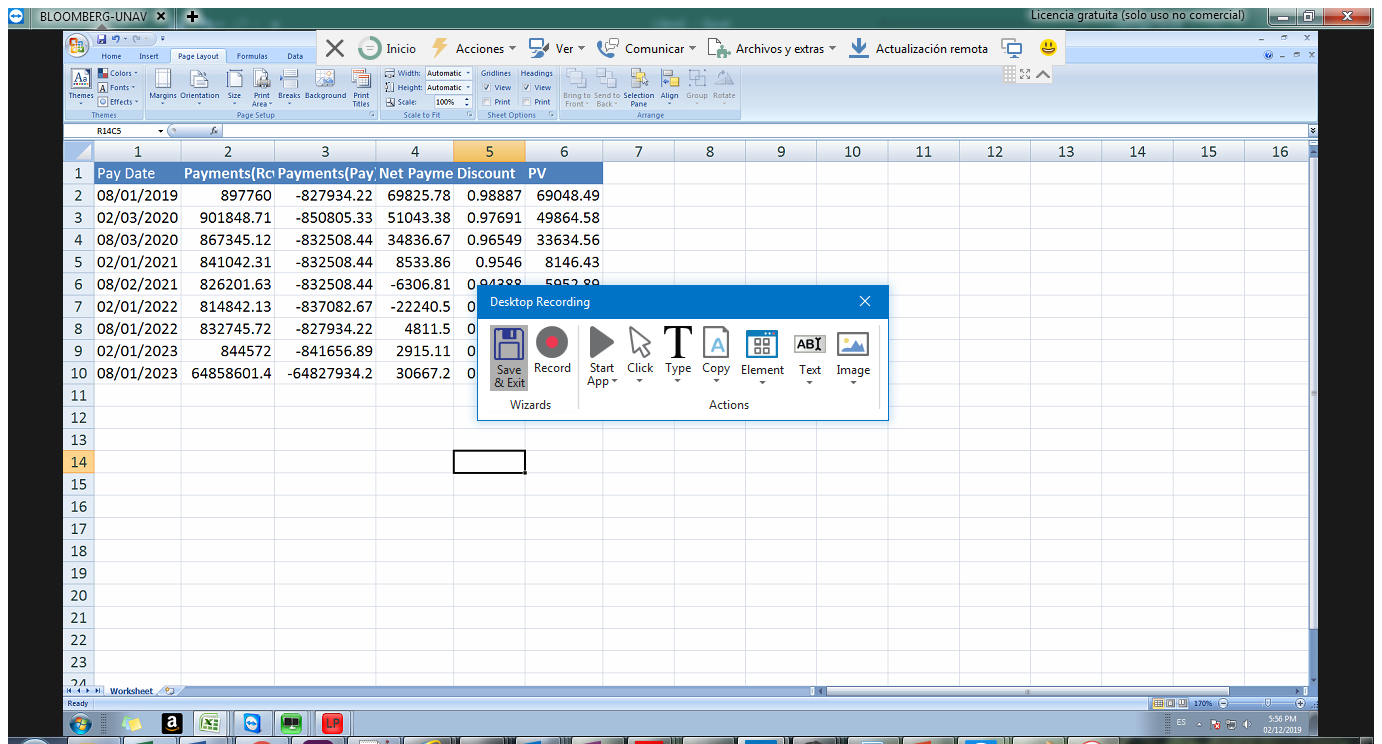 BLOOMBERG-UNAV
Licencia gratuita (solo uso no comercial)
Inicio Acciones Ver Comunicar Archivos y extras Actualización remota
Home Insert Page Layout Formulas Data
Themes Colors Fonts Effects
Margins Orientation Size Print Area Breaks Background Print Titles
Width: Automatic
Height: Automatic
Scale: 100%
Gridlines Headings
View View
Print Print
Bring to Front Send to Back Selection Pane Align Group Rotate
Themes Page Setup Scale to Fit Sheet Options Arrange
R14C5 fx
1 2 3 4 5 6 7 8 9 10 11 12 13 14 15 16
1 Pay Date Payments(Rc Payments(Pay) Net Payme Discount PV
2 08/01/2019 897760 -827934.22 69825.78 0.98887 69048.49
3 02/03/2020 901848.71 -850805.33 51043.38 0.97691 49864.58
4 08/03/2020 867345.12 -832508.44 34836.67 0.96549 33634.56
5 02/01/2021 841042.31 -832508.44 8533.86 0.9546 8146.43
6 08/02/2021 826201.63 -832508.44 -6306.81 0.94388 -5952.89
7 02/01/2022 814842.13 -837082.67 -22240.5 0
8 08/01/2022 832745.72 -827934.22 4811.5 0
9 02/01/2023 844572 -841656.89 2915.11 0
10 08/01/2023 64858601.4 -64827934.2 30667.2 0
Desktop Recording
Save & Exit Record Start App Click Type Copy Element Text Image
Wizards Actions
11
12
13
14
15
16
17
18
19
20
21
22
23
24
Worksheet
Ready 170%
ES 5:56 PM
02/12/2019